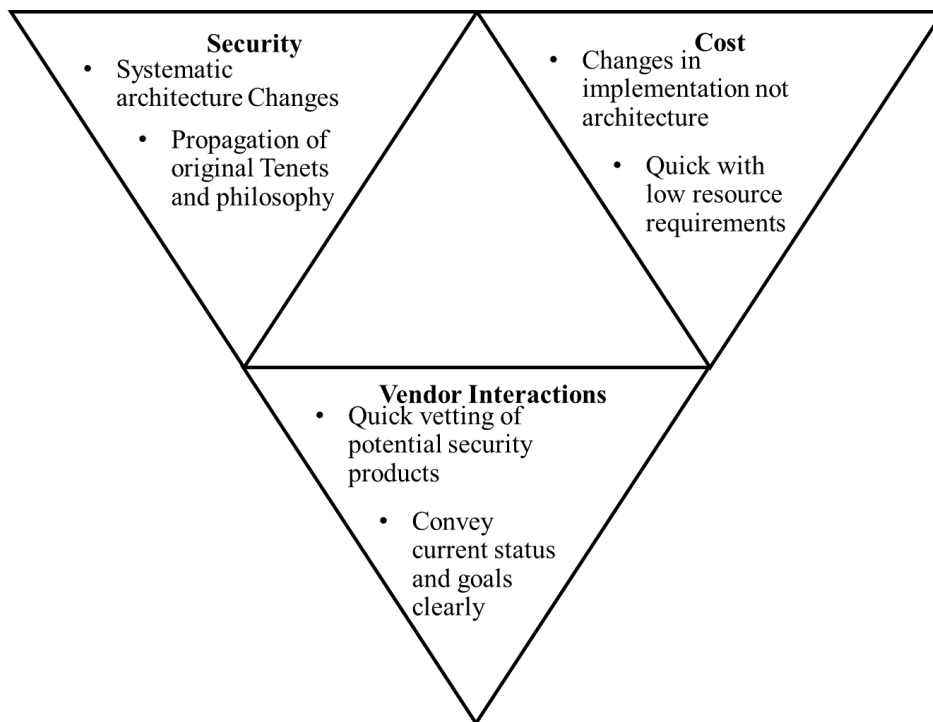 Security
• Systematic
architecture Changes
• Propagation of
original Tenets
and philosophy
Cost
• Changes in
implementation not
architecture
• Quick with
low resource
requirements
Vendor Interactions
• Quick vetting of
potential security
products
• Convey
current status
and goals
clearly